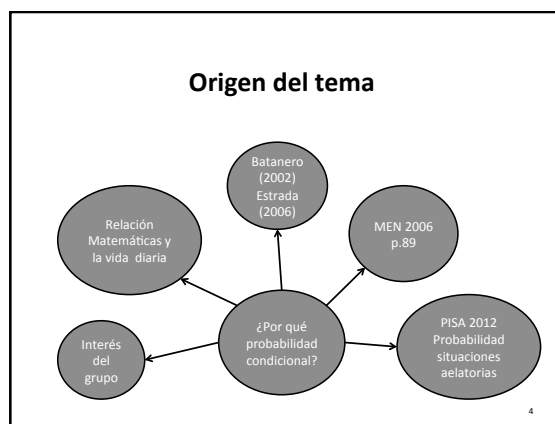 Origen del tema
Batanero
(2002)
Estrada
(2006)
Relación
Matemáticas y
la vida diaria
MEN 2006
p.89
¿Por qué
probabilidad
condicional?
Interés
del
grupo
PISA 2012
Probabilidad
situaciones
aelatorias
4